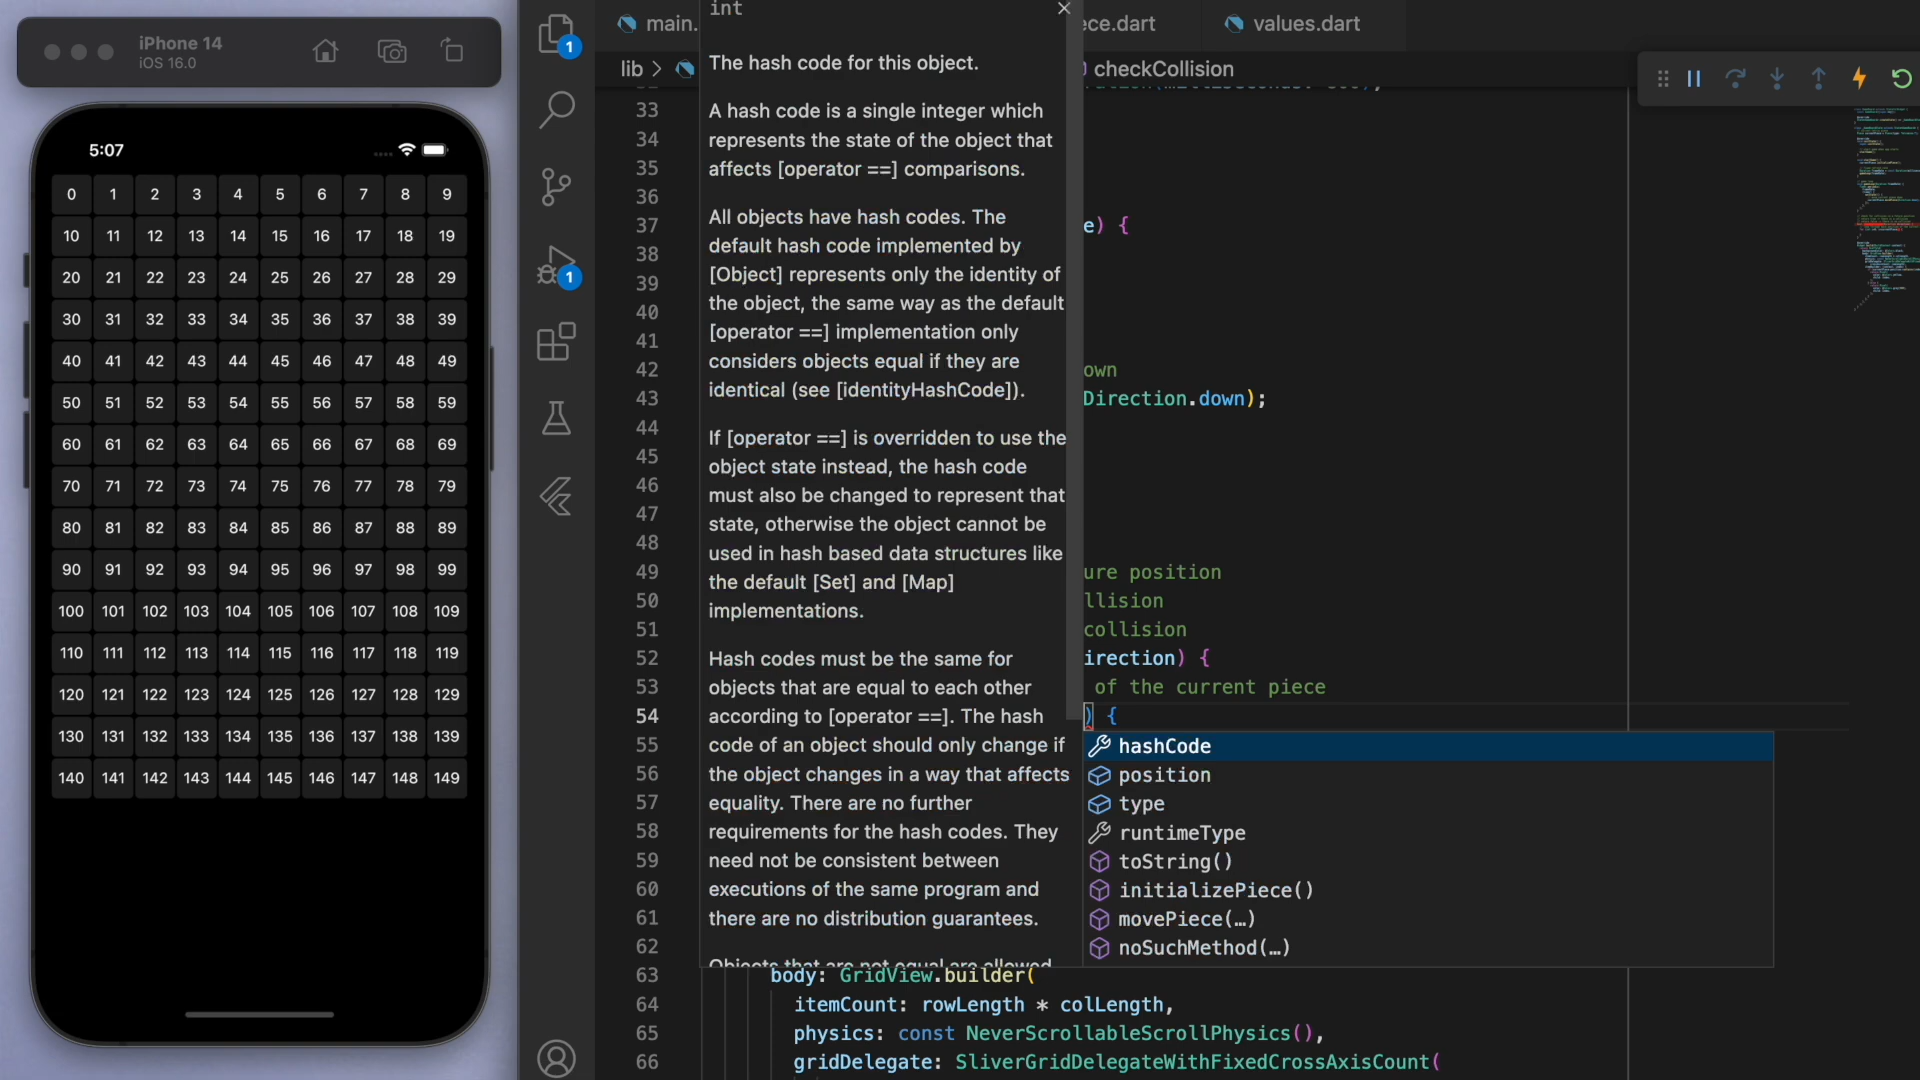 iPhone 14
iOS 16.0
5:07
0 1 2 3 4 5 6 7 8 9
10 11 12 13 14 15 16 17 18 19
20 21 22 23 24 25 26 27 28 29
30 31 32 33 34 35 36 37 38 39
40 41 42 43 44 45 46 47 48 49
50 51 52 53 54 55 56 57 58 59
60 61 62 63 64 65 66 67 68 69
70 71 72 73 74 75 76 77 78 79
80 81 82 83 84 85 86 87 88 89
90 91 92 93 94 95 96 97 98 99
100 101 102 103 104 105 106 107 108 109
110 111 112 113 114 115 116 117 118 119
120 121 122 123 124 125 126 127 128 129
130 131 132 133 134 135 136 137 138 139
140 141 142 143 144 145 146 147 148 149
1
1
main.
ece.dart
values.dart
lib >
checkCollision
int
The hash code for this object.
A hash code is a single integer which
represents the state of the object that
affects [operator ==] comparisons.
All objects have hash codes. The
default hash code implemented by
[Object] represents only the identity of
the object, the same way as the default
[operator ==] implementation only
considers objects equal if they are
identical (see [identityHashCode]).
If [operator ==] is overridden to use the
object state instead, the hash code
must also be changed to represent that
state, otherwise the object cannot be
used in hash based data structures like
the default [Set] and [Map]
implementations.
Hash codes must be the same for
objects that are equal to each other
according to [operator ==]. The hash
code of an object should only change if
the object changes in a way that affects
equality. There are no further
requirements for the hash codes. They
need not be consistent between
executions of the same program and
there are no distribution guarantees.
Objects that are not equal are allowed
33
34
35
36
37 e) {
38
39
40
41
42 own
43 Direction.down);
44
45
46
47
48
49 ure position
50 llision
51 collision
52 irection) {
53 of the current piece
54 ) {
55
56
57
58
59
60
61
62
hashCode
position
type
runtimeType
toString()
initializePiece()
movePiece(…)
noSuchMethod(…)
63 body: GridView.builder(
64 itemCount: rowLength * colLength,
65 physics: const NeverScrollableScrollPhysics(),
66 gridDelegate: SliverGridDelegateWithFixedCrossAxisCount(